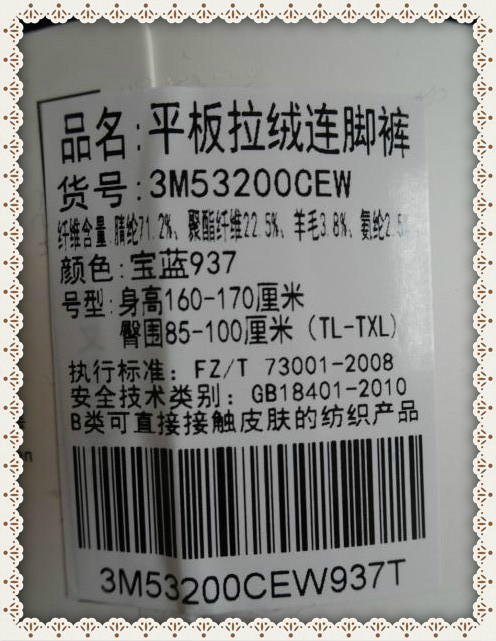 品名:平板拉绒连脚裤
货号:3M53200CEW
纤维含量:腈纶71.2%、聚酯纤维22.5%、羊毛3.8%、氨纶2.5%
颜色:宝蓝937
号型:身高160-170厘米
臀围85-100厘米(TL-TXL)
执行标准: FZ/T 73001-2008
安全技术类别: GB18401-2010
B类可直接接触皮肤的纺织产品
3M53200CEW937T